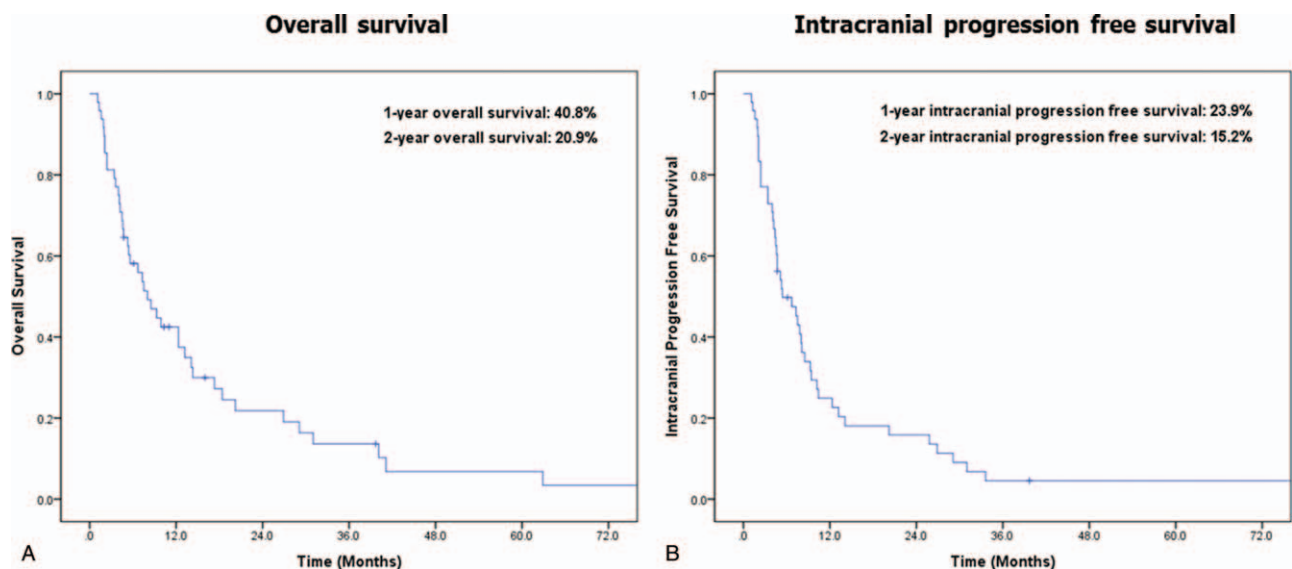 Overall survival
1-year overall survival: 40.8%
2-year overall survival: 20.9%
Overall Survival
1.0
0.8
0.6
0.4
0.2
0.0
.0 12.0 24.0 36.0 48.0 60.0 72.0
Time (Months)
A
Intracranial progression free survival
1-year intracranial progression free survival: 23.9%
2-year intracranial progression free survival: 15.2%
Intracranial Progression Free Survival
1.0
0.8
0.6
0.4
0.2
0.0
.0 12.0 24.0 36.0 48.0 60.0 72.0
Time (Months)
B